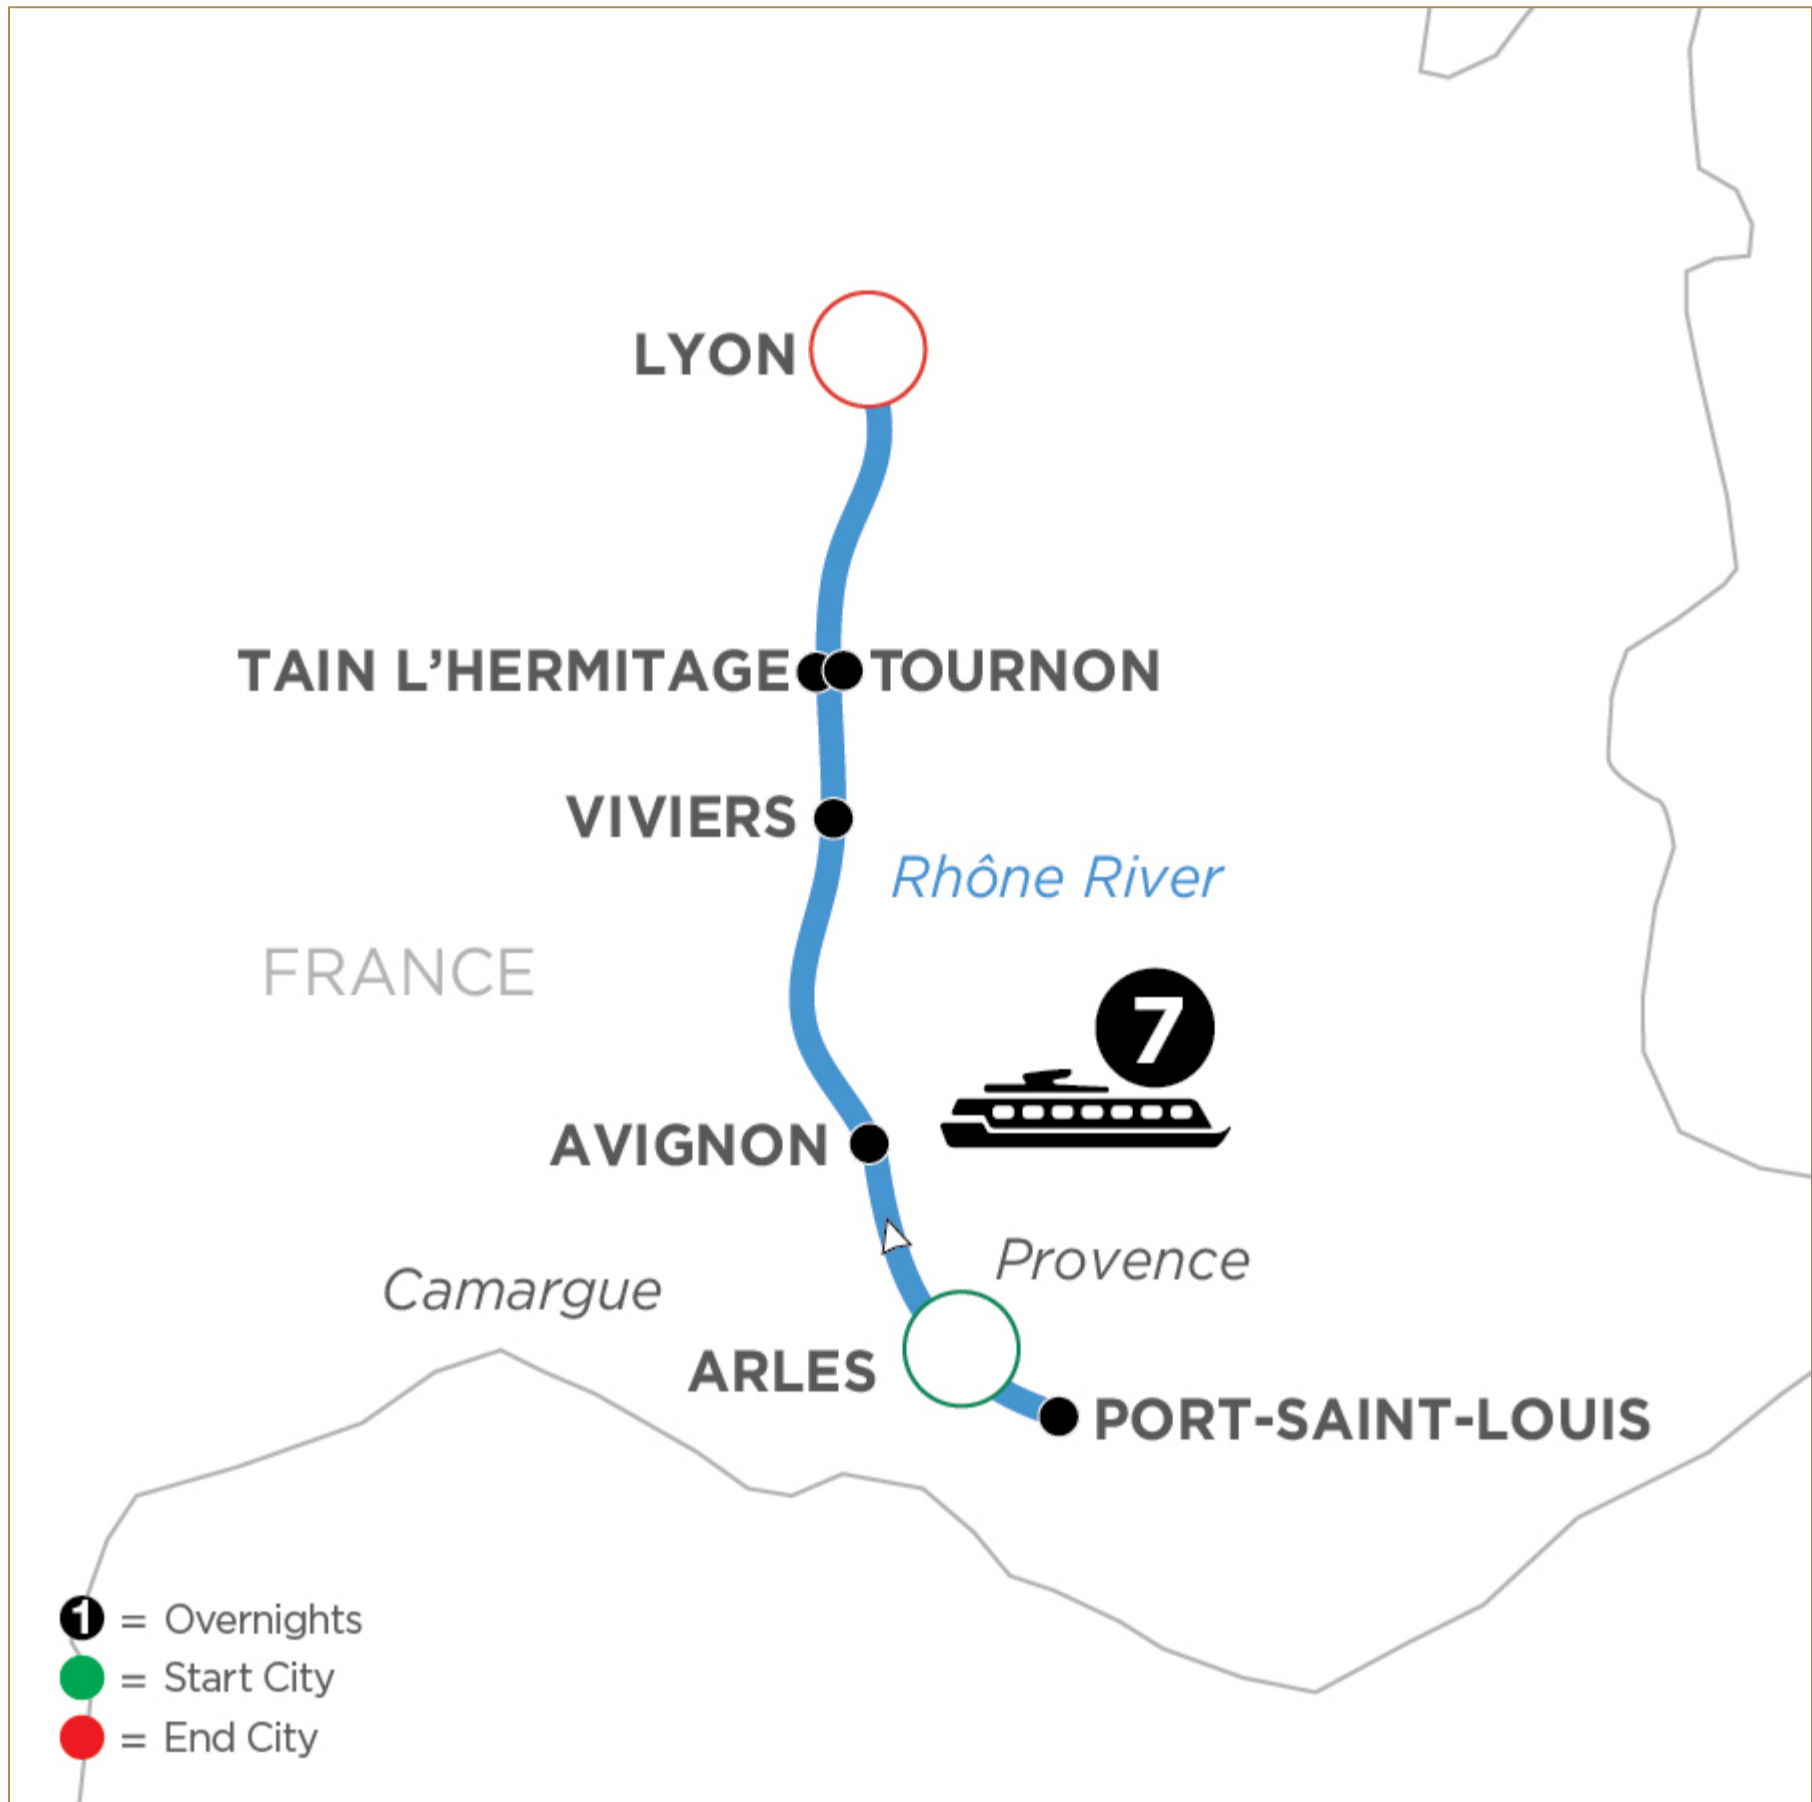 LYON
TAIN L’HERMITAGE
TOURNON
VIVIERS
Rhône River
FRANCE
7
AVIGNON
Provence
Camargue
ARLES
PORT-SAINT-LOUIS
1 = Overnights
= Start City
= End City